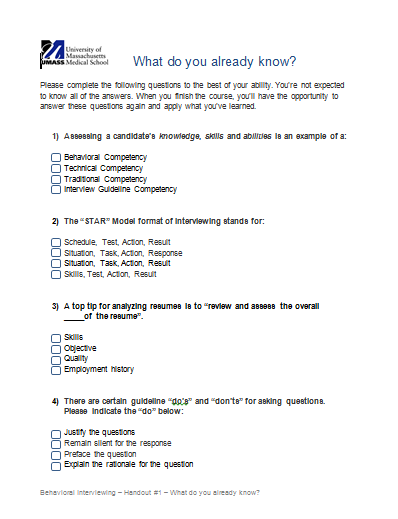 University of
Massachusetts
UMASS Medical School
What do you already know?
Please complete the following questions to the best of your ability. You're not expected
to know all of the answers. When you finish the course, you'll have the opportunity to
answer these questions again and apply what you've learned.
1) Assessing a candidate's knowledge, skills and abilities is an example of a:
Behavioral Competency
Technical Competency
Traditional Competency
Interview Guideline Competency
2) The "STAR" Model format of interviewing stands for:
Schedule, Test, Action, Result
Situation, Task, Action, Response
Situation, Task, Action, Result
Skills, Test, Action, Result
3) A top tip for analyzing resumes is to "review and assess the overall
_____of the resume".
Skills
Objective
Quality
Employment history
4) There are certain guideline "do's" and "don'ts" for asking questions.
Please indicate the "do" below:
Justify the questions
Remain silent for the response
Preface the question
Explain the rationale for the question
Behavioral Interviewing – Handout #1 – What do you already know?